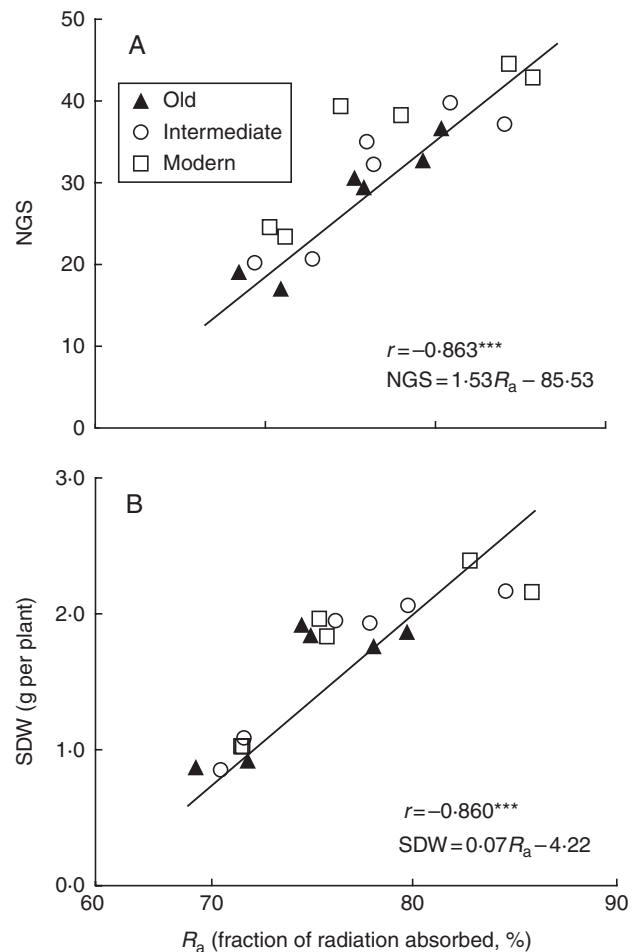 50
A
Old
Intermediate
Modern
40
30
20
10
0
NGS
r=–0·863***
NGS=1·53Ra – 85·53
3·0
B
2·0
1·0
0·0
SDW (g per plant)
r=–0·860***
SDW=0·07Ra–4·22
60 70 80 90
Ra (fraction of radiation absorbed, %)